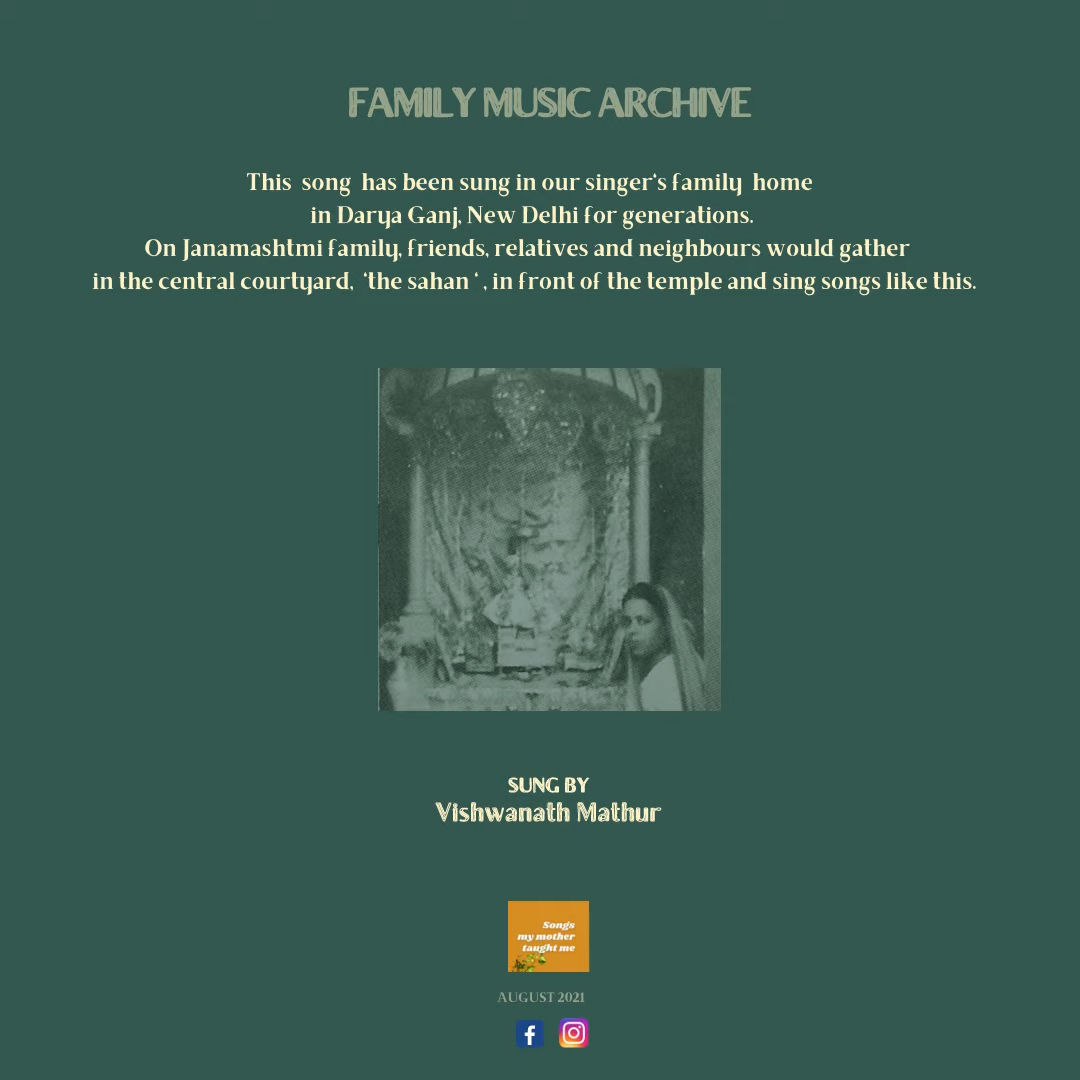 FAMILY MUSIC ARCHIVE
This song has been sung in our singer's family home
in Darya Ganj, New Delhi for generations.
On Janamashtmi family, friends, relatives and neighbours would gather
in the central courtyard, 'the sahan ' , in front of the temple and sing songs like this.
SUNG BY
Vishwanath Mathur
Songs
my mother
taught me
AUGUST 2021